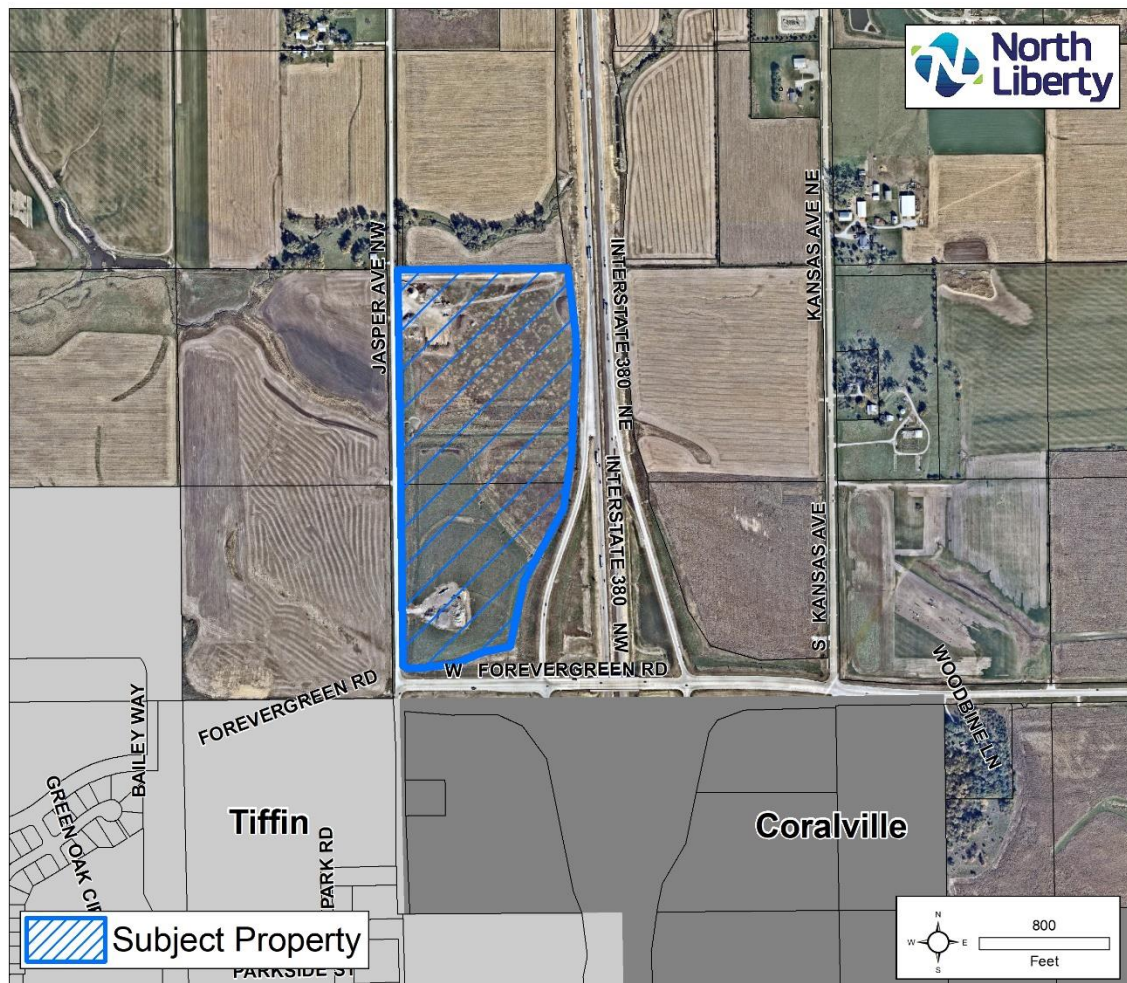 North
Liberty
JASPER AVE NW
INTERSTATE 380 NE
KANSAS AVE NE
INTERSTATE 380 NW
S KANSAS AVE
W FOREVERGREEN RD
FOREVERGREEN RD
WOODBINE LN
BAILEY WAY
GREEN OAK CIR
Tiffin
Coralville
PARK RD
PARKSIDE ST
Subject Property
N
W E
S
800
Feet